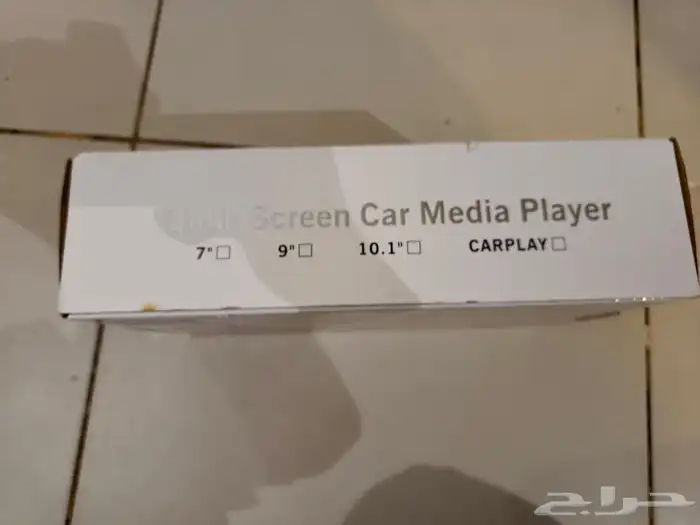 Screen Car Media Player
7"☐ 9"☐ 10.1"☐ CARPLAY☐
حراج